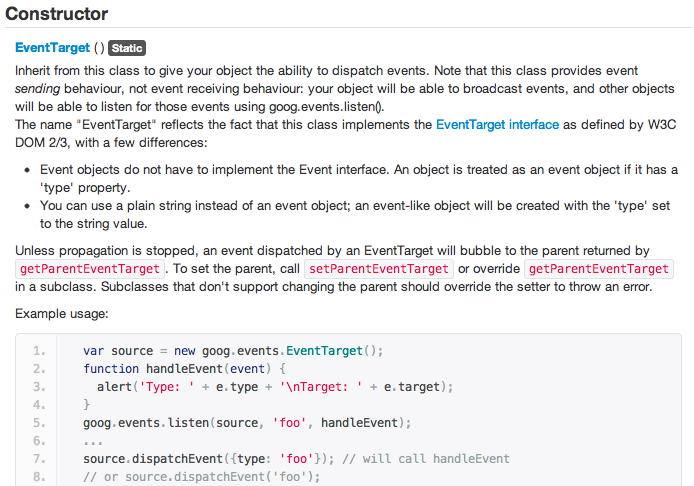 Constructor
EventTarget ( ) Static
Inherit from this class to give your object the ability to dispatch events. Note that this class provides event
sending behaviour, not event receiving behaviour: your object will be able to broadcast events, and other objects
will be able to listen for those events using goog.events.listen().
The name "EventTarget" reflects the fact that this class implements the EventTarget interface as defined by W3C
DOM 2/3, with a few differences:
• Event objects do not have to implement the Event interface. An object is treated as an event object if it has a
'type' property.
• You can use a plain string instead of an event object; an event-like object will be created with the 'type' set
to the string value.
Unless propagation is stopped, an event dispatched by an EventTarget will bubble to the parent returned by
getParentEventTarget . To set the parent, call setParentEventTarget or override getParentEventTarget
in a subclass. Subclasses that don't support changing the parent should override the setter to throw an error.
Example usage:
1. var source = new goog.events.EventTarget();
2. function handleEvent(event) {
3. alert('Type: ' + e.type + '\nTarget: ' + e.target);
4. }
5. goog.events.listen(source, 'foo', handleEvent);
6. ...
7. source.dispatchEvent({type: 'foo'}); // will call handleEvent
8. // or source.dispatchEvent('foo');